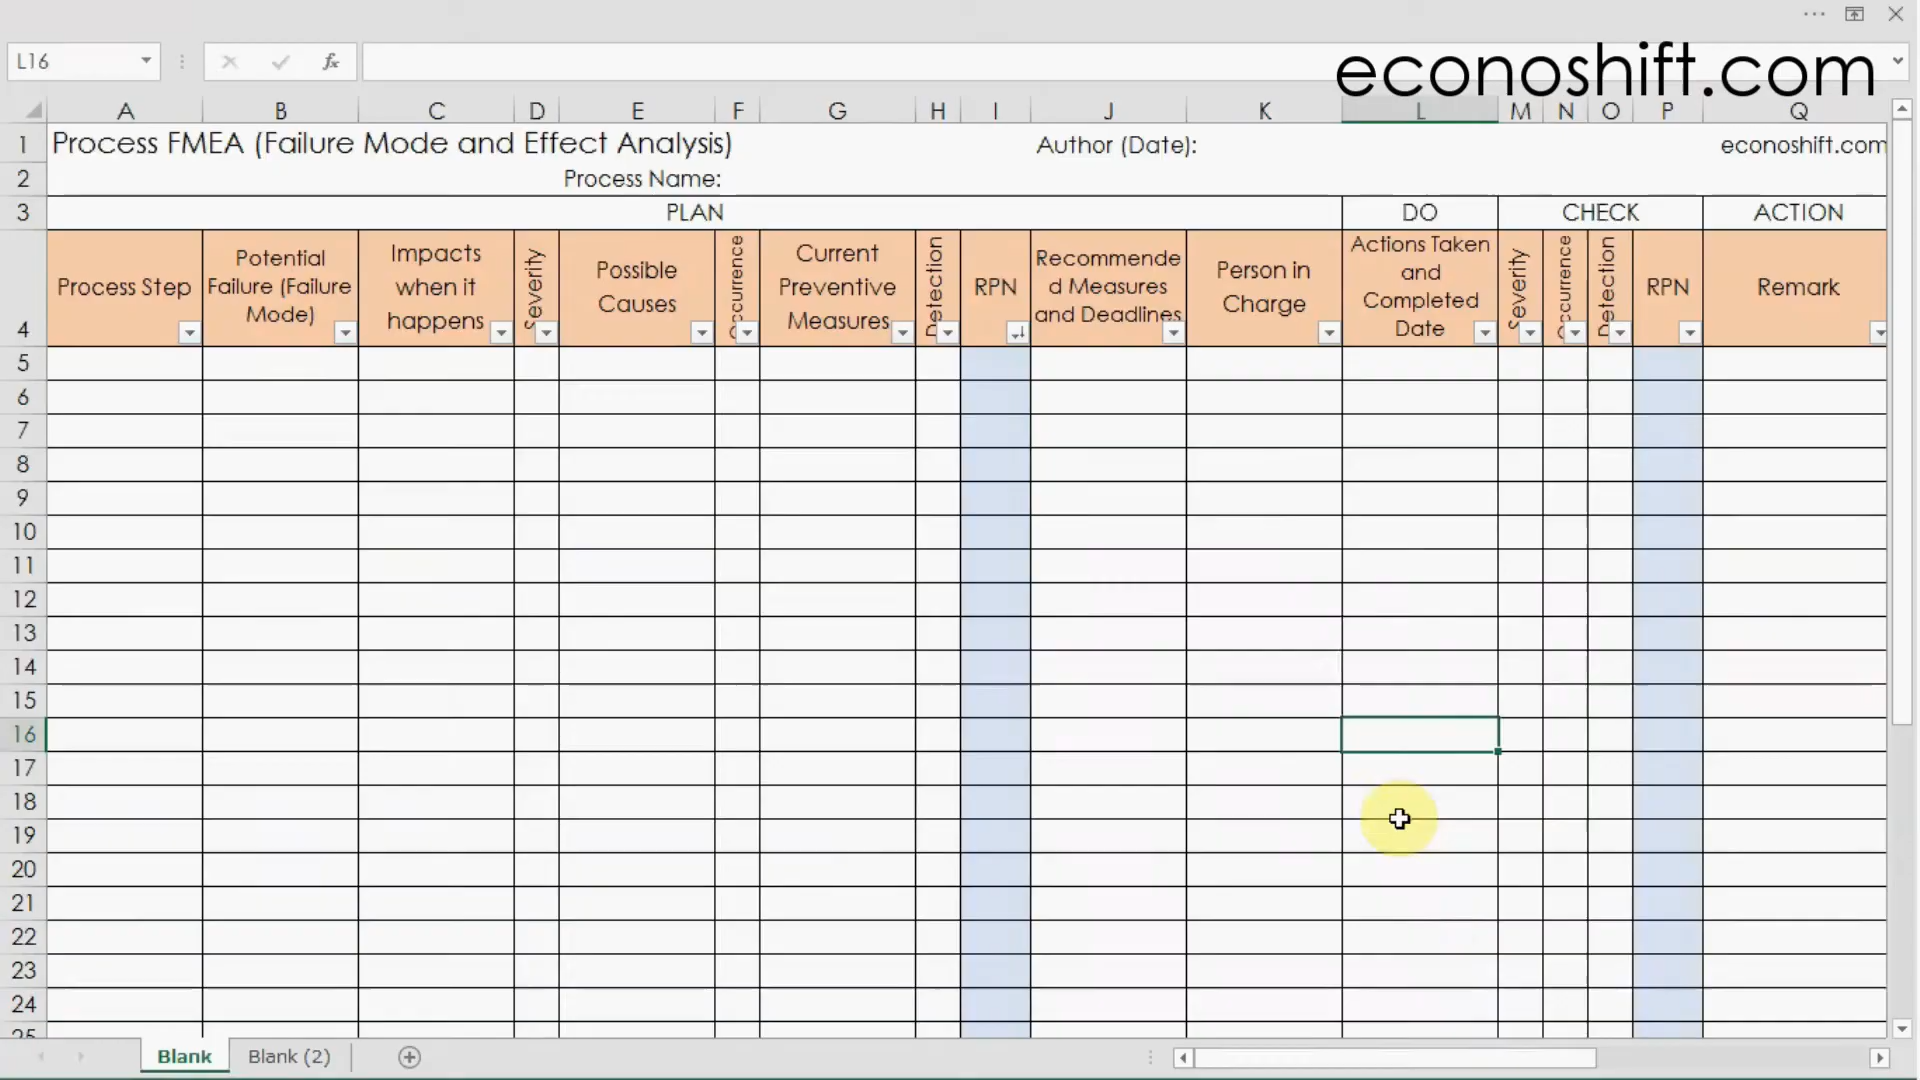 L16
fx
econoshift.com
A B C D E F G H I J K L M N O P Q
1 Process FMEA (Failure Mode and Effect Analysis) Author (Date): econoshift.com
2 Process Name:
3 PLAN DO CHECK ACTION
4
Process Step
Potential
Failure (Failure
Mode)
Impacts
when it
happens
Severity
Possible
Causes
Occurrence
Current
Preventive
Measures
Detection
RPN
Recommende
d Measures
and Deadlines
Person in
Charge
Actions Taken
and
Completed
Date
Severity
Occurrence
Detection
RPN
Remark
5
6
7
8
9
10
11
12
13
14
15
16
17
18
19
20
21
22
23
24
25
Blank Blank (2)